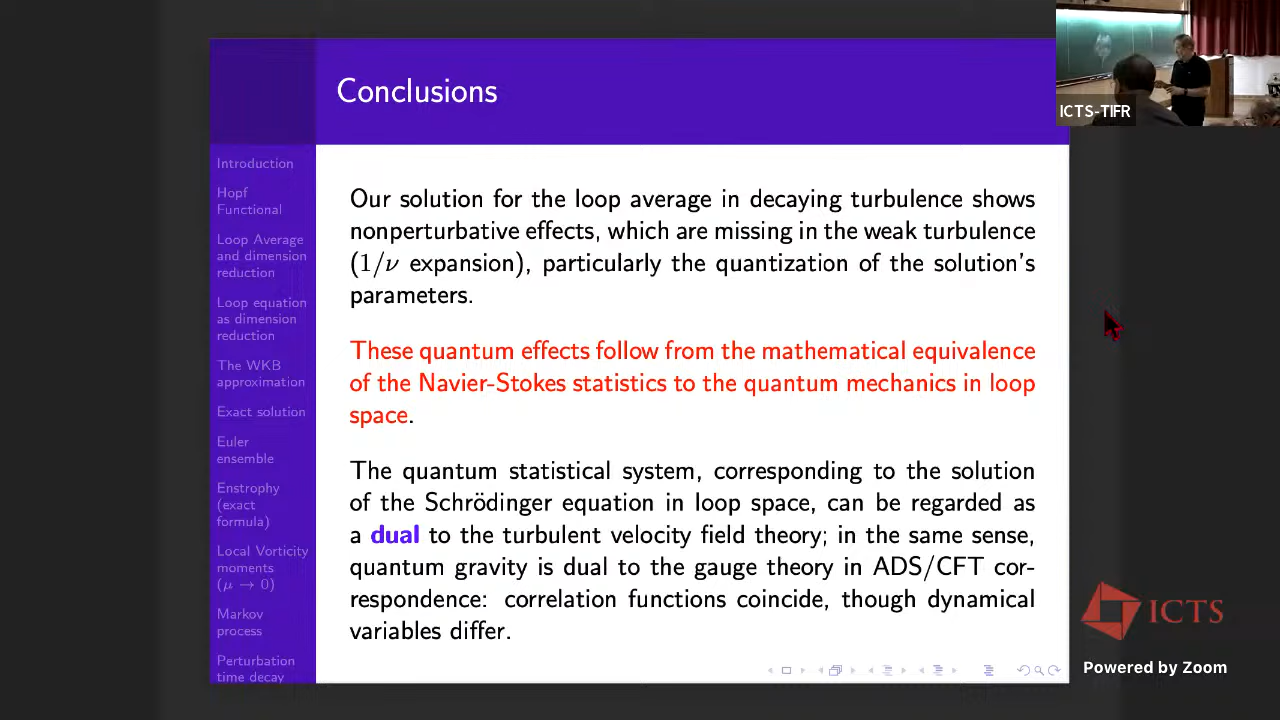 Conclusions
ICTS-TIFR
Introduction
Hopf
Functional
Loop Average
and dimension
reduction
Loop equation
as dimension
reduction
The WKB
approximation
Exact solution
Euler
ensemble
Enstrophy
(exact
formula)
Local Vorticity
moments
(μ → 0)
Markov
process
Perturbation
time decay
Our solution for the loop average in decaying turbulence shows
nonperturbative effects, which are missing in the weak turbulence
(1/ν expansion), particularly the quantization of the solution's
parameters.
These quantum effects follow from the mathematical equivalence
of the Navier-Stokes statistics to the quantum mechanics in loop
space.
The quantum statistical system, corresponding to the solution
of the Schrödinger equation in loop space, can be regarded as
a dual to the turbulent velocity field theory; in the same sense,
quantum gravity is dual to the gauge theory in ADS/CFT cor-
respondence: correlation functions coincide, though dynamical
variables differ.
ICTS
Powered by Zoom